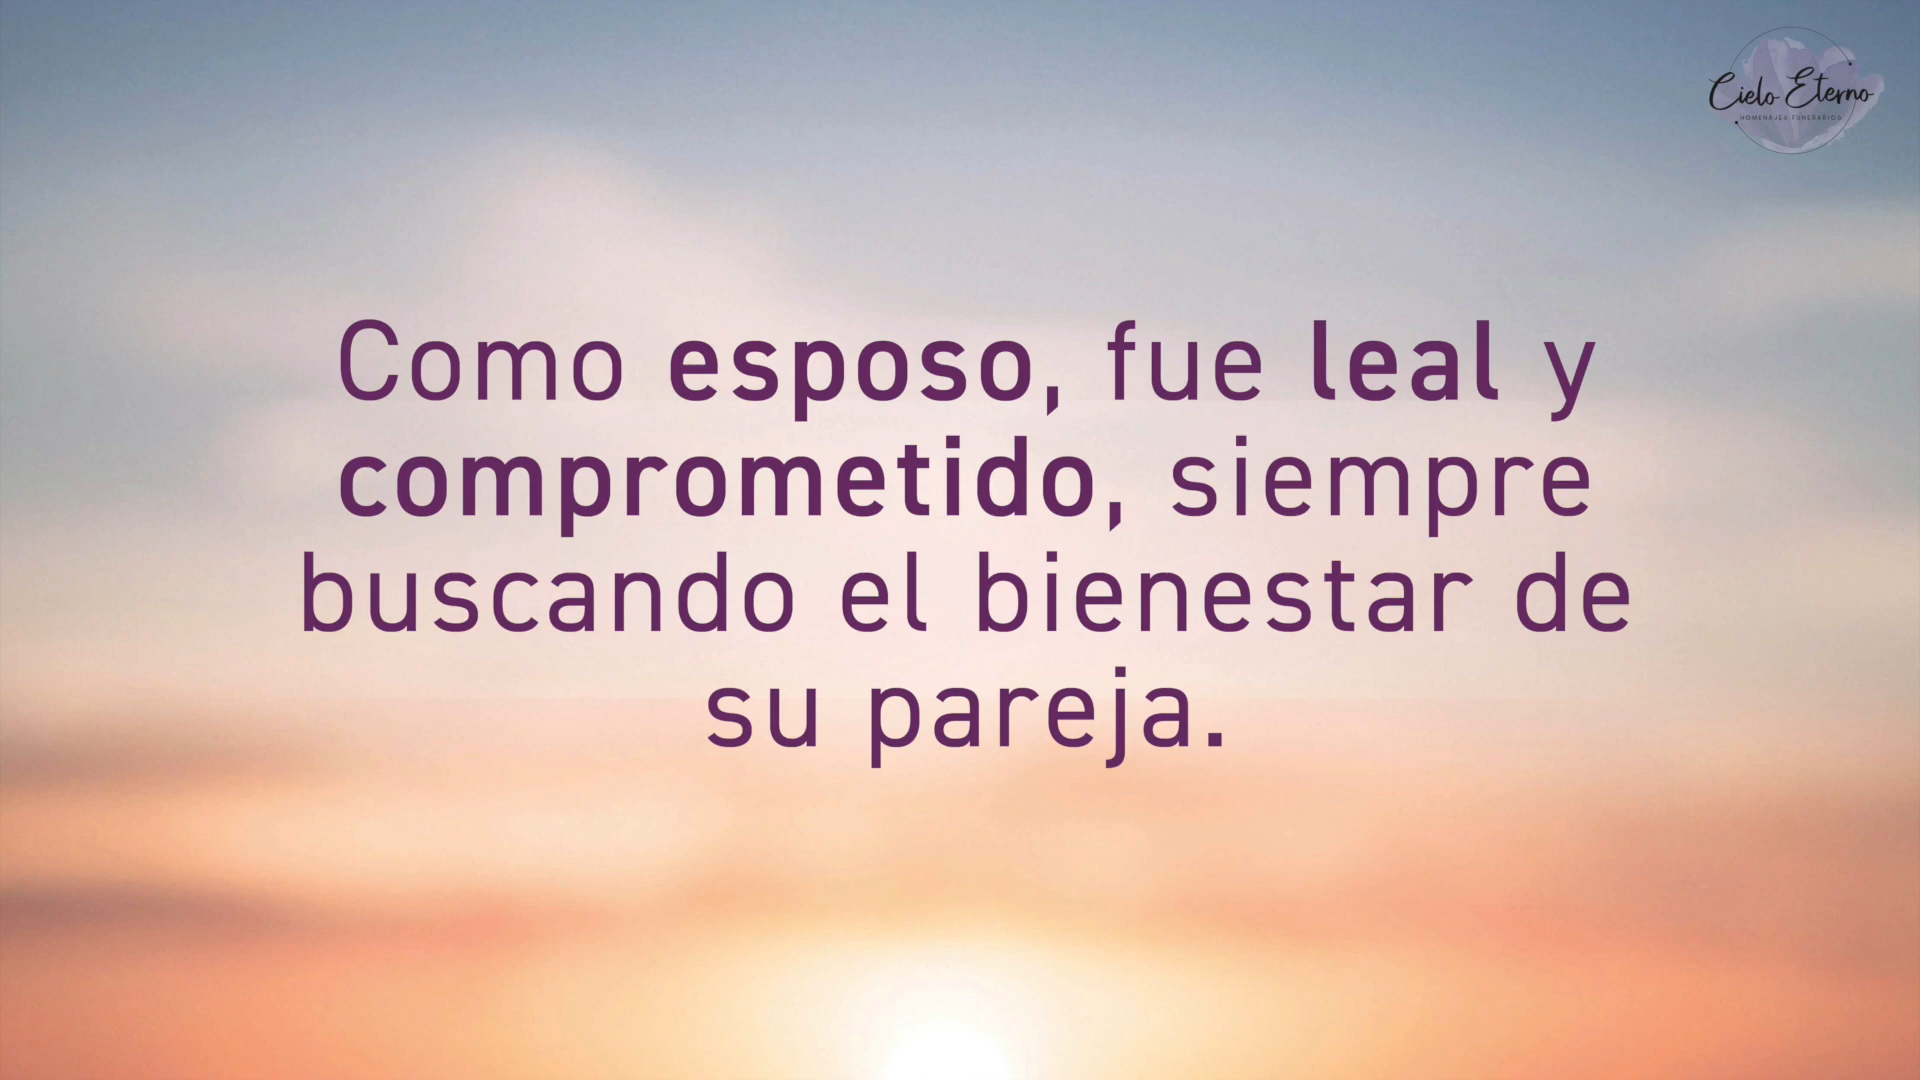 Cielo Eterno
HOMENAJES FUNERARIOS
Como esposo, fue leal y
comprometido, siempre
buscando el bienestar de
su pareja.